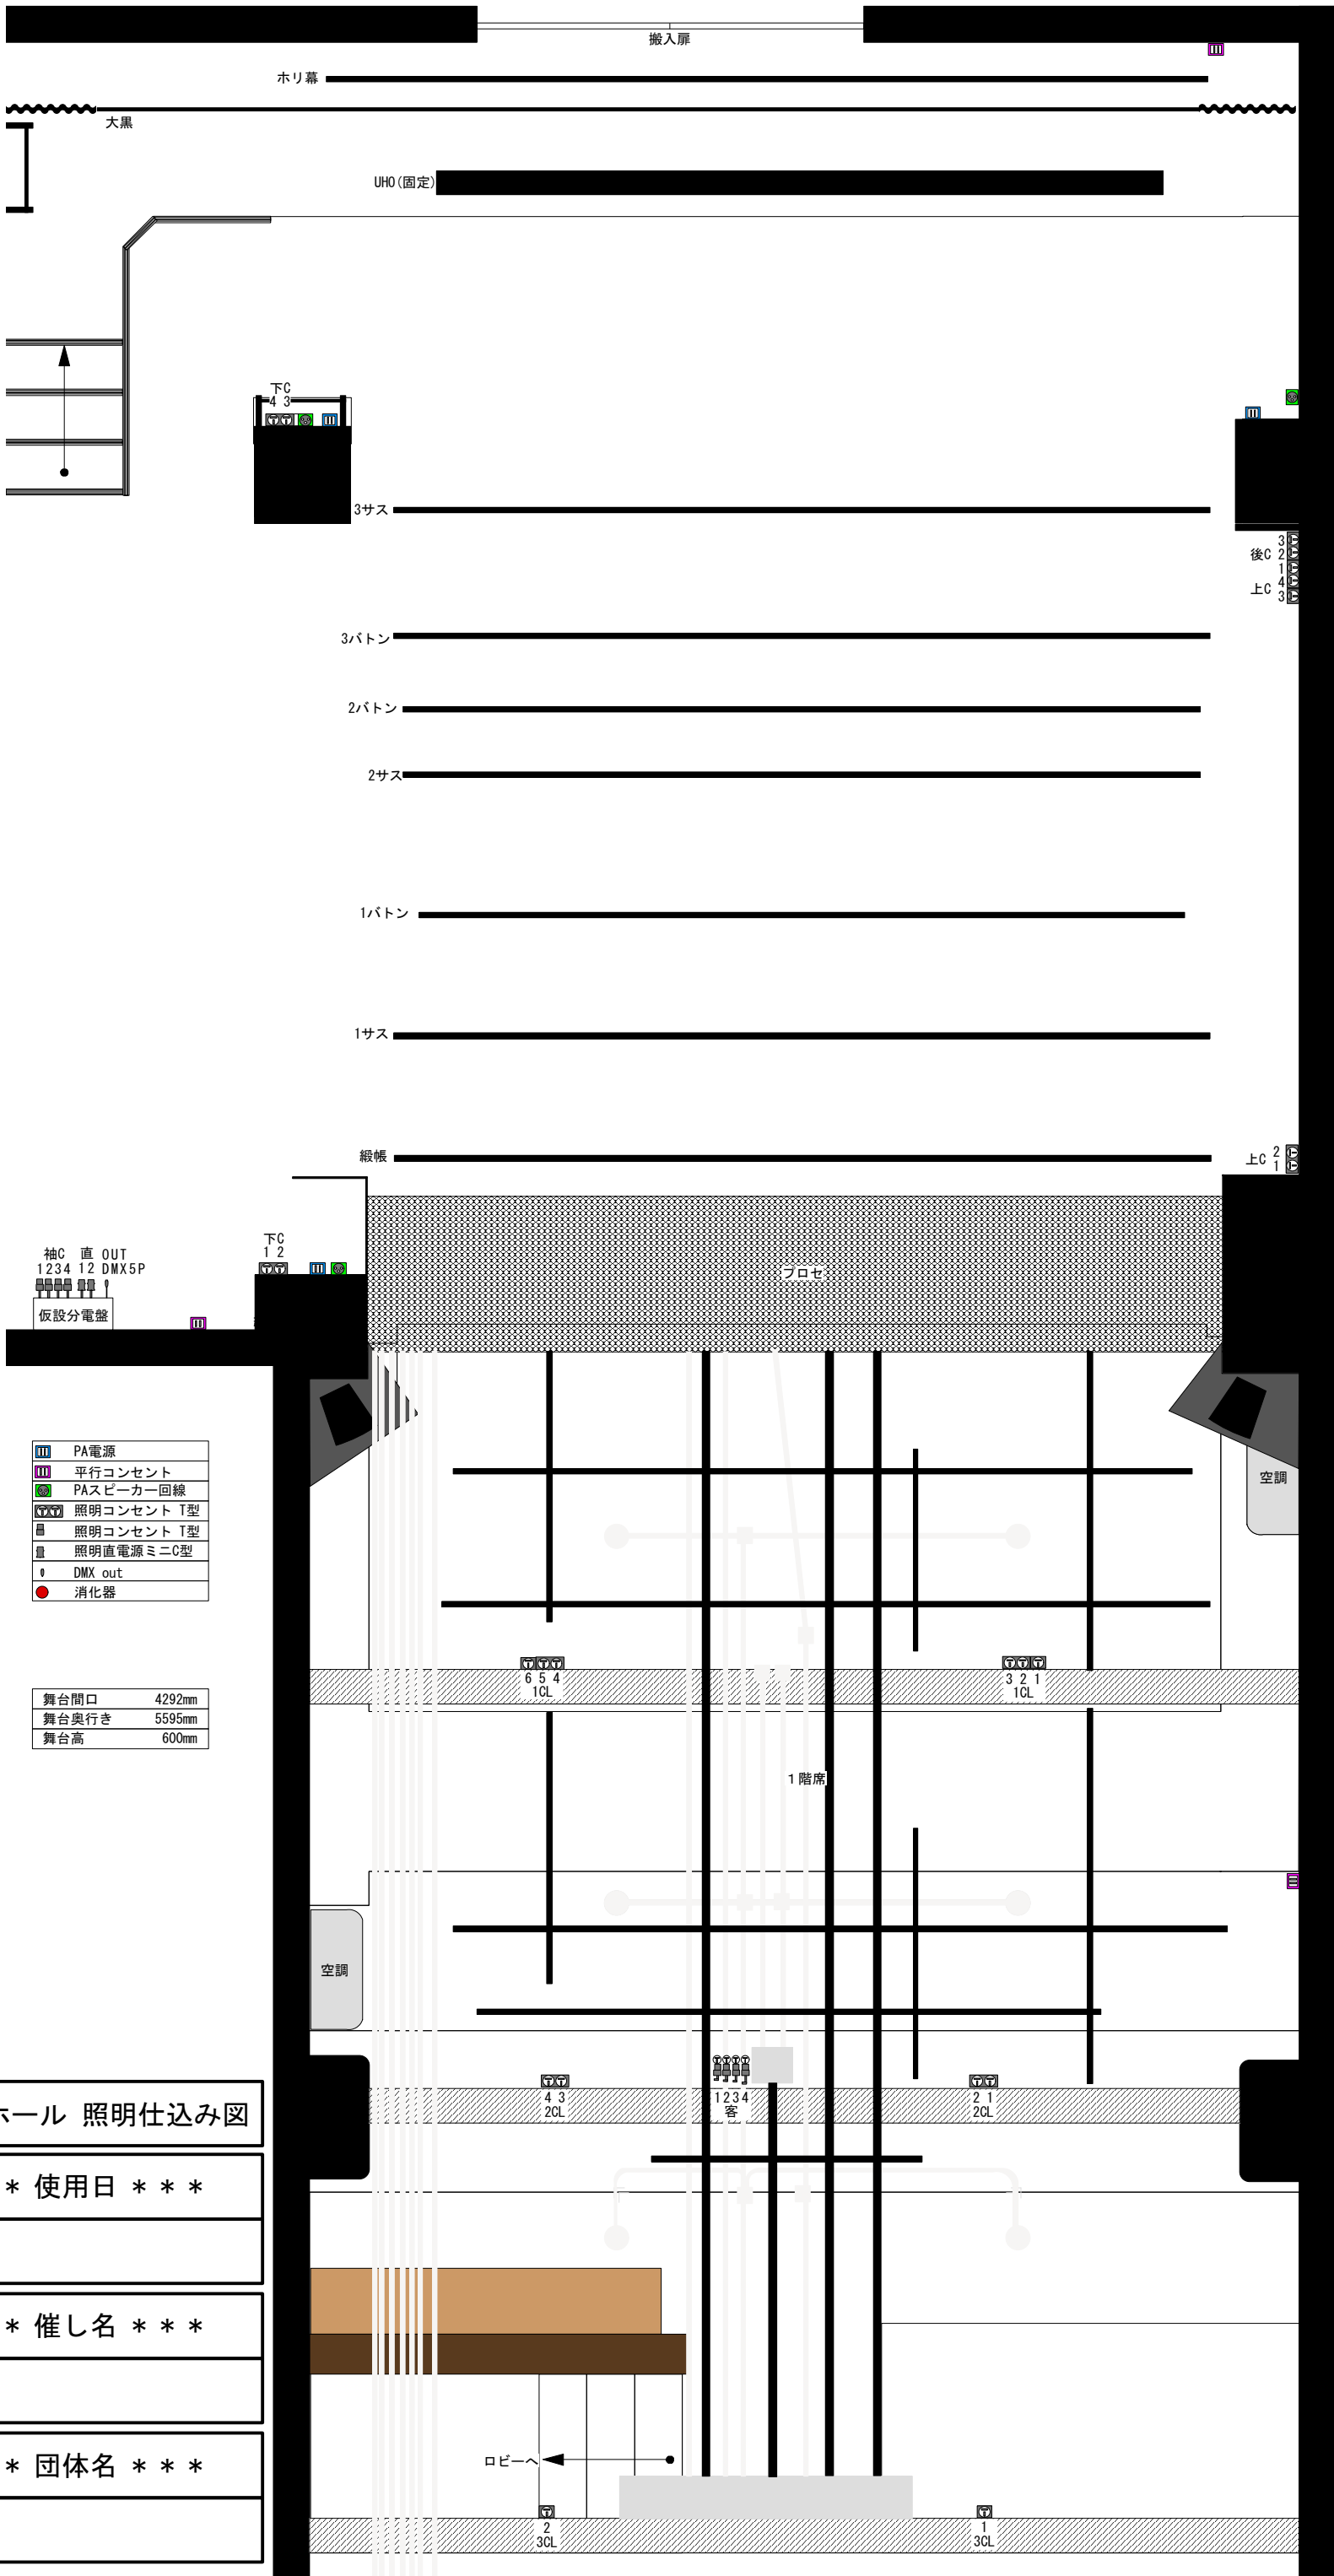 搬入扉
ホリ幕
大黒
UHO(固定)
下C
4 3
3サス
3
後C 2
1
4
上C
3
3バトン
2バトン
2サス
1バトン
1サス
緞帳
上C 2
1
下C
1 2
袖C 直 OUT
1234 12 DMX5P
仮設分電盤
プロセ
PA電源
平行コンセント
PAスピーカー回線
照明コンセント T型
照明コンセント T型
照明直電源ミニC型
DMX out
消化器
空調
6 5 4
1CL
3 2 1
1CL
舞台間口 4292mm
舞台奥行き 5595mm
舞台高 600mm
1階席
空調
4 3
2CL
1234
客
2 1
2CL
ホール 照明仕込み図
* 使用日 * * *
* 催し名 * * *
* 団体名 * * *
ロビーへ
2
3CL
1
3CL